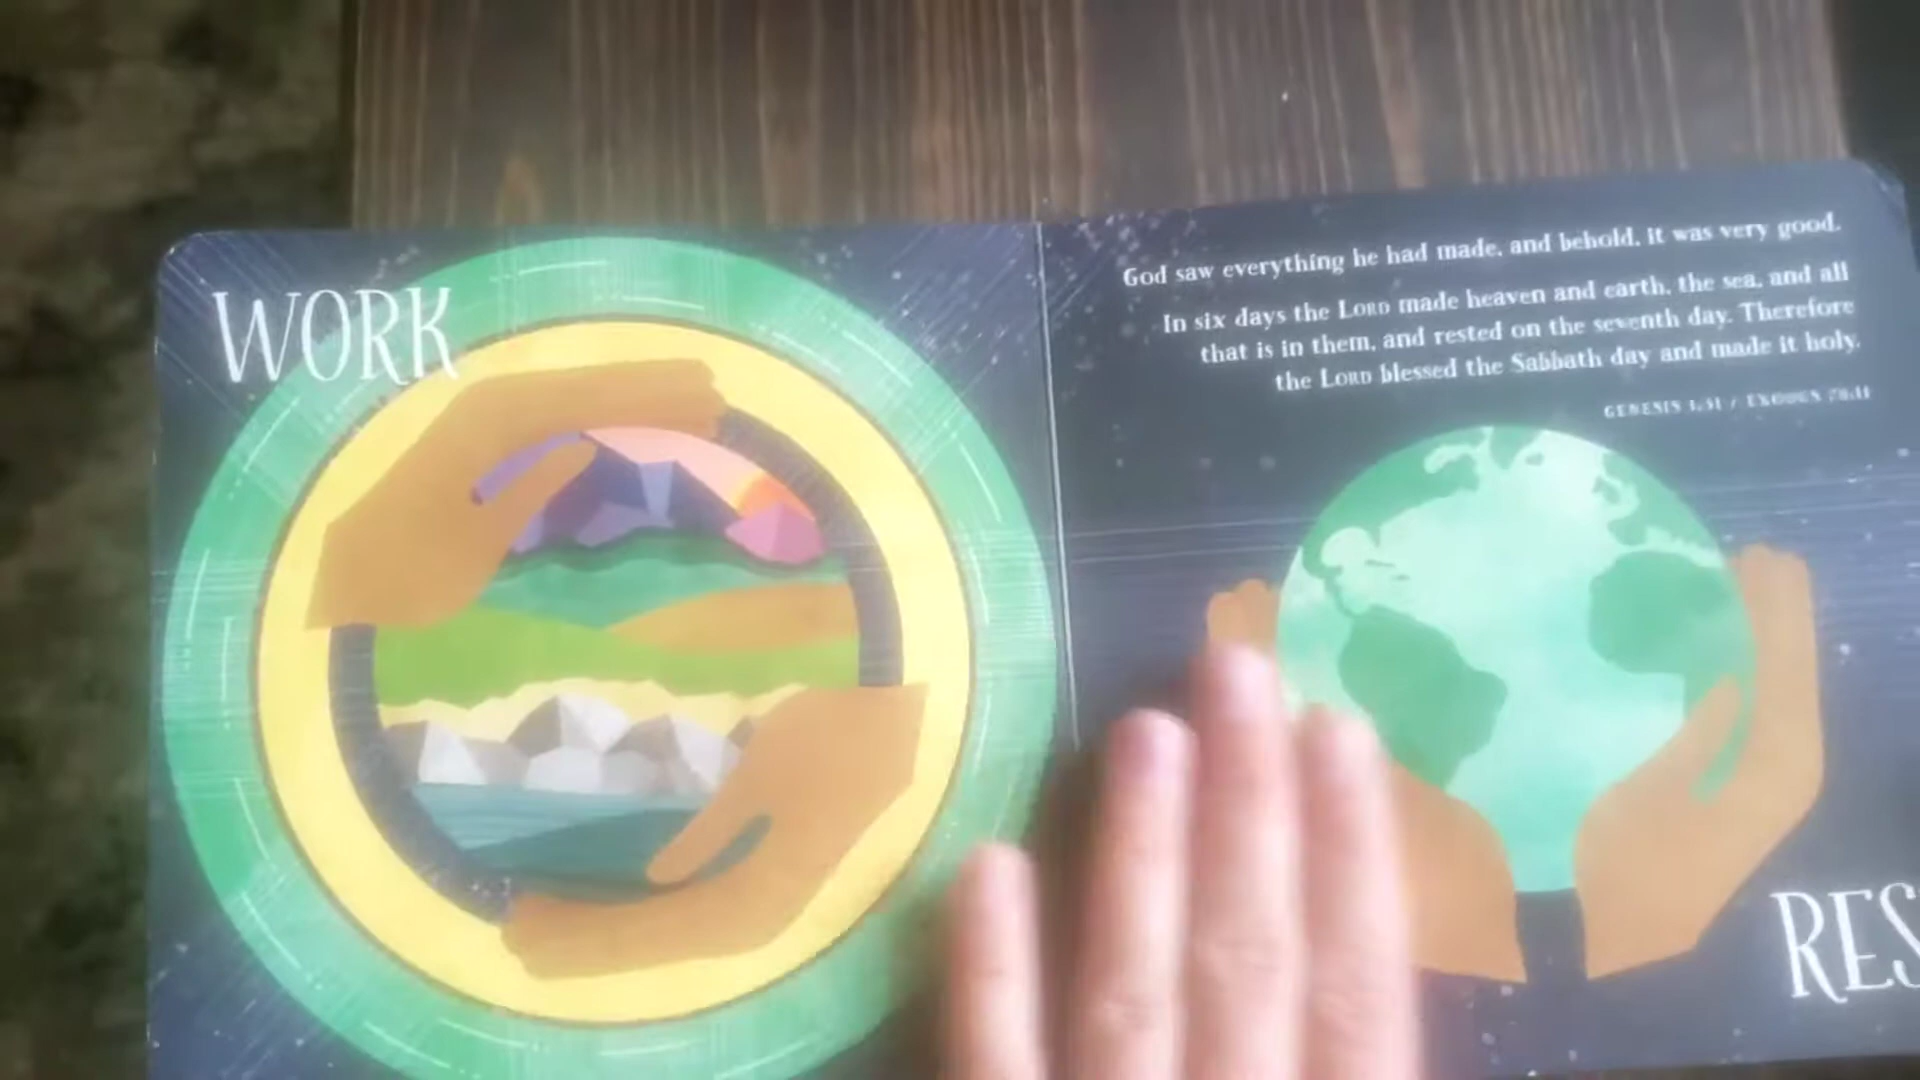 WORK
God saw everything he had made, and behold, it was very good.
In six days the LORD made heaven and earth, the sea, and all
that is in them, and rested on the seventh day. Therefore
the LORD blessed the Sabbath day and made it holy.
GENESIS 1:31 / EXODUS 20:11
RES